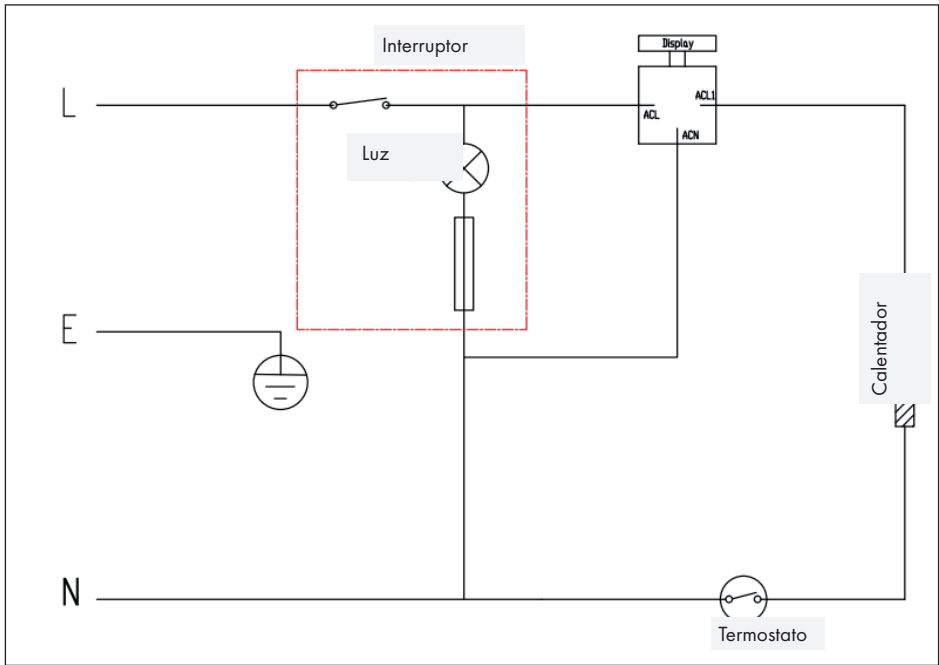 Interruptor
Display
L
ACL1
ACL
ACN
Luz
E
Calentador
N
Termostato